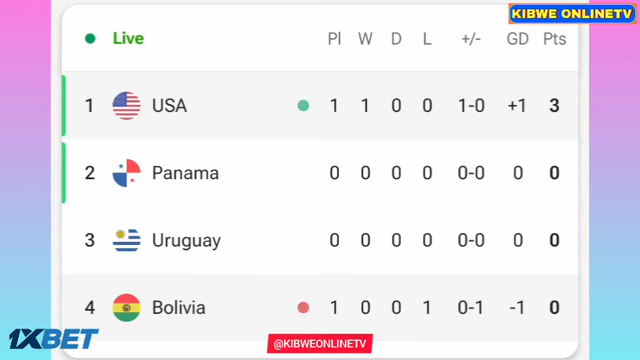 KIBWE ONLINETV
Live Pl W D L +/- GD Pts
1 USA 1 1 0 0 1-0 +1 3
2 Panama 0 0 0 0 0-0 0 0
3 Uruguay 0 0 0 0 0-0 0 0
4 Bolivia 1 0 0 1 0-1 -1 0
1XBET
@KIBWEONLINETV